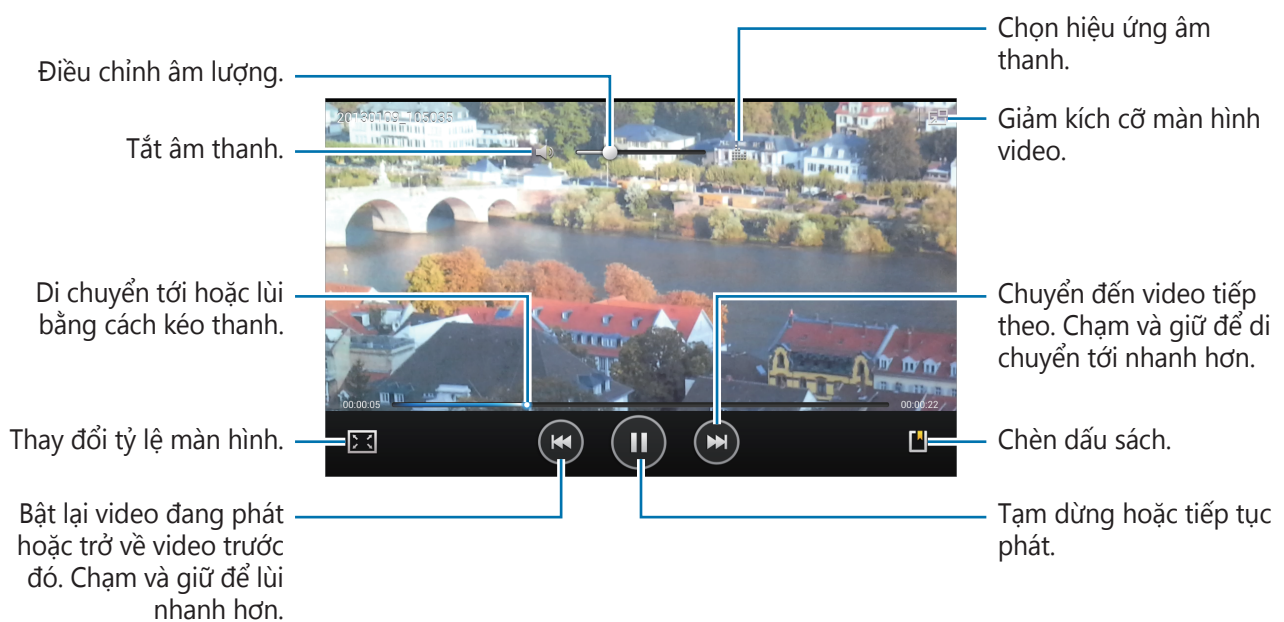 Điều chỉnh âm lượng.
Tắt âm thanh.
Di chuyển tới hoặc lùi
bằng cách kéo thanh.
Thay đổi tỷ lệ màn hình.
Bật lại video đang phát
hoặc trở về video trước
đó. Chạm và giữ để lùi
nhanh hơn.
20130109_105035
00:00:05
00:00:22
Chọn hiệu ứng âm
thanh.
Giảm kích cỡ màn hình
video.
Chuyển đến video tiếp
theo. Chạm và giữ để di
chuyển tới nhanh hơn.
Chèn dấu sách.
Tạm dừng hoặc tiếp tục
phát.